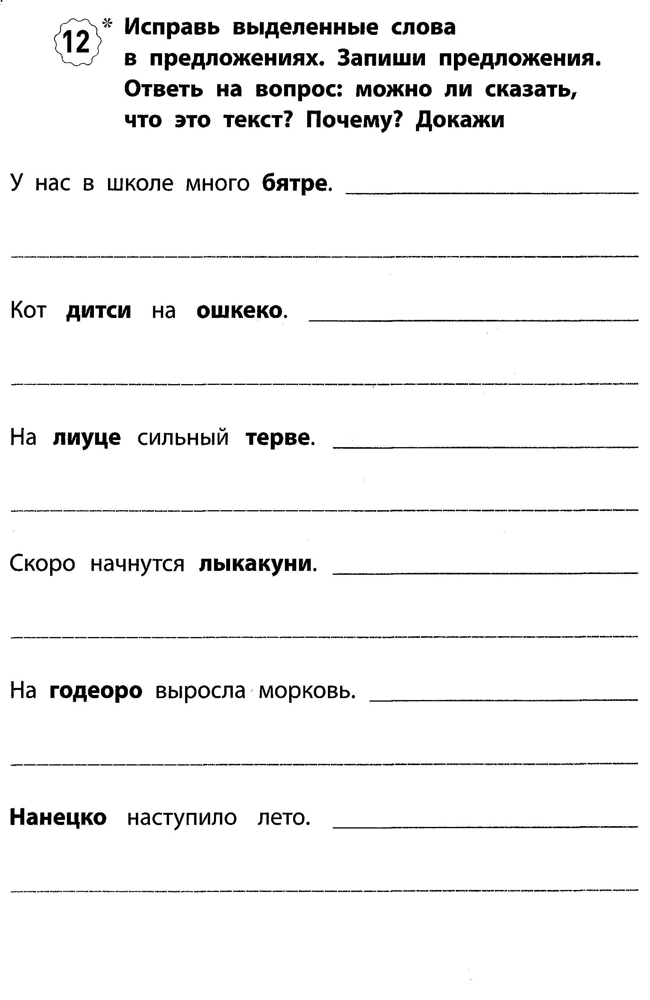 12* Исправь выделенные слова
в предложениях. Запиши предложения.
Ответь на вопрос: можно ли сказать,
что это текст? Почему? Докажи
У нас в школе много бятре.
Кот дитси на ошкеко.
На лиуце сильный терве.
Скоро начнутся лыкакуни.
На годеоро выросла морковь.
Нанецко наступило лето.